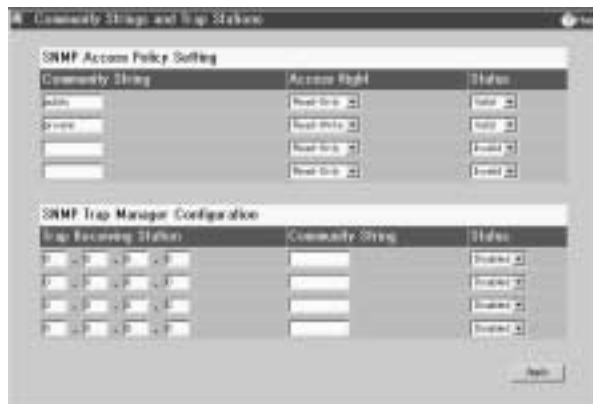 Community Strings and Trap Stations
SNMP Access Policy Setting
Community String Access Right Status
public Read-Only Valid
private Read-Write Valid
Read-Only Invalid
Read-Only Invalid
SNMP Trap Manager Configuration
Trap Receiving Station Community String Status
0 . 0 . 0 . 0 Disabled
0 . 0 . 0 . 0 Disabled
0 . 0 . 0 . 0 Disabled
0 . 0 . 0 . 0 Disabled
Apply